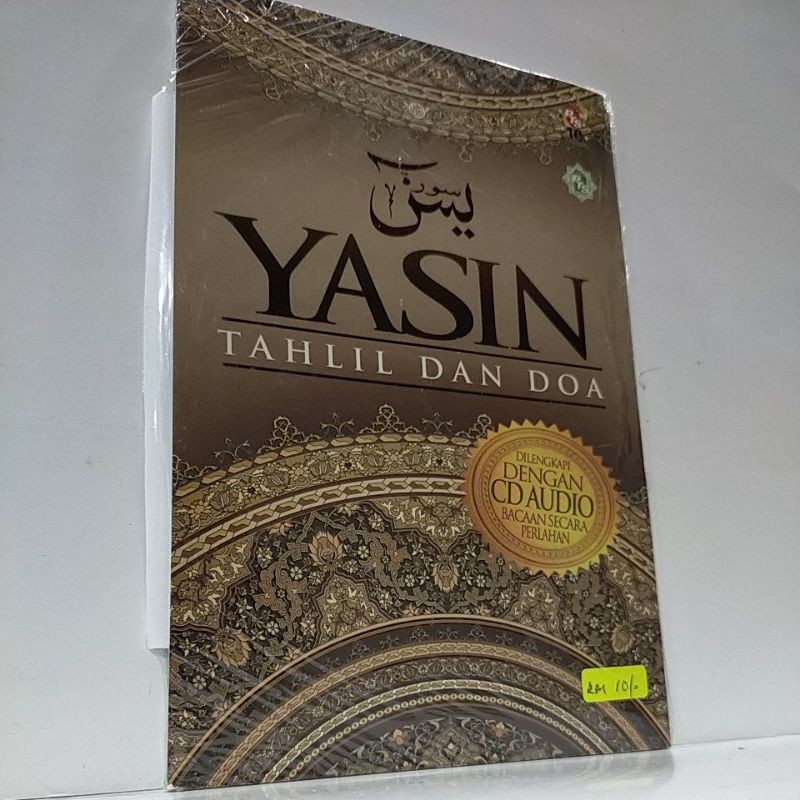 سورة
يس
YASIN
TAHLIL DAN DOA
DILENGKAPI
DENGAN
CD AUDIO
BACAAN SECARA
PERLAHAN
RM 10/-